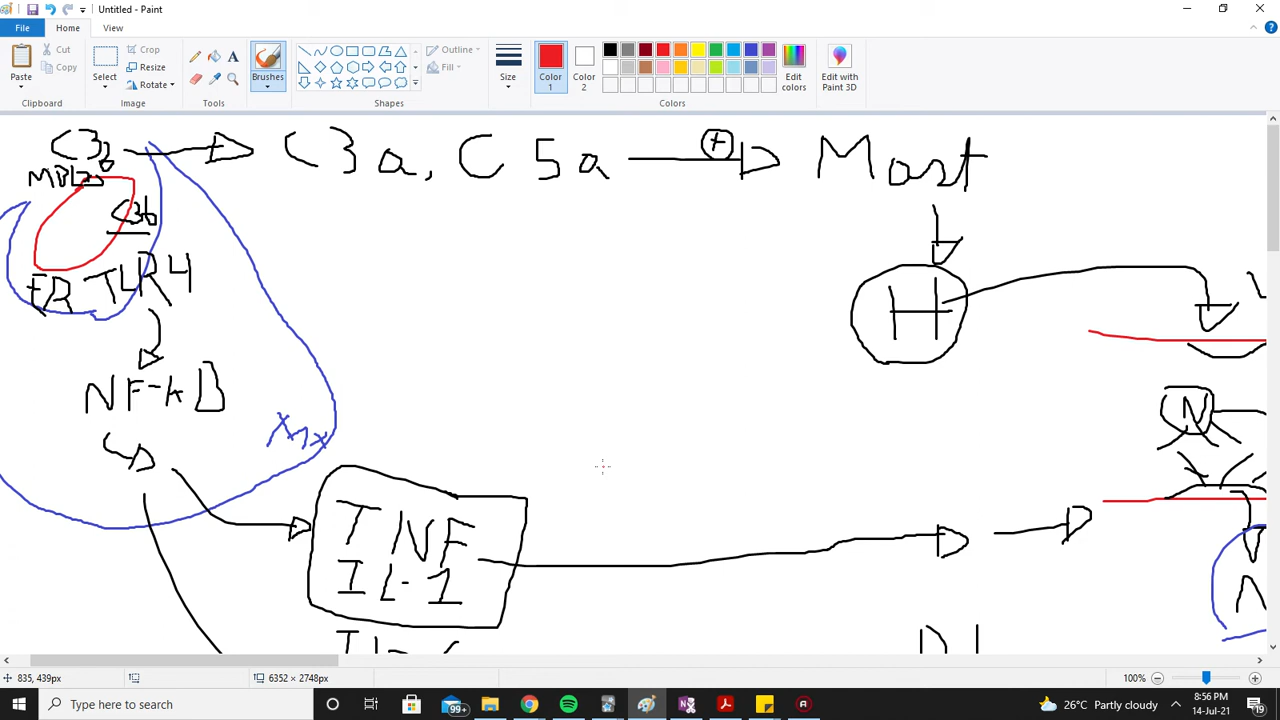 Untitled - Paint
File Home View
Paste Cut Copy Clipboard
Select Crop Resize Rotate Image
A Tools
Brushes
Shapes Outline Fill
Size
Color 1 Color 2 Colors
Edit colors
Edit with Paint 3D
C3 C3a, C5a + Mast
MBL
C3b
TLR4
H
NF-kB
N
TNF
IL-1
835, 439px 6352 × 2748px 100%
Type here to search 99+ 26°C Partly cloudy 8:56 PM 14-Jul-21 19